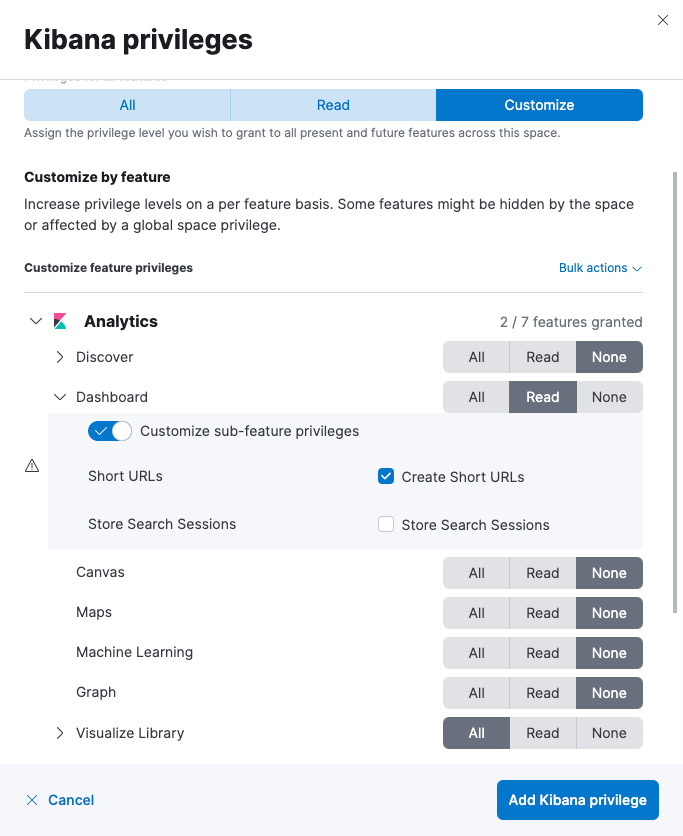 Kibana privileges
All Read Customize
Assign the privilege level you wish to grant to all present and future features across this space.
Customize by feature
Increase privilege levels on a per feature basis. Some features might be hidden by the space
or affected by a global space privilege.
Customize feature privileges Bulk actions
Analytics 2 / 7 features granted
Discover All Read None
Dashboard All Read None
Customize sub-feature privileges
Short URLs Create Short URLs
Store Search Sessions Store Search Sessions
Canvas All Read None
Maps All Read None
Machine Learning All Read None
Graph All Read None
Visualize Library All Read None
Cancel Add Kibana privilege